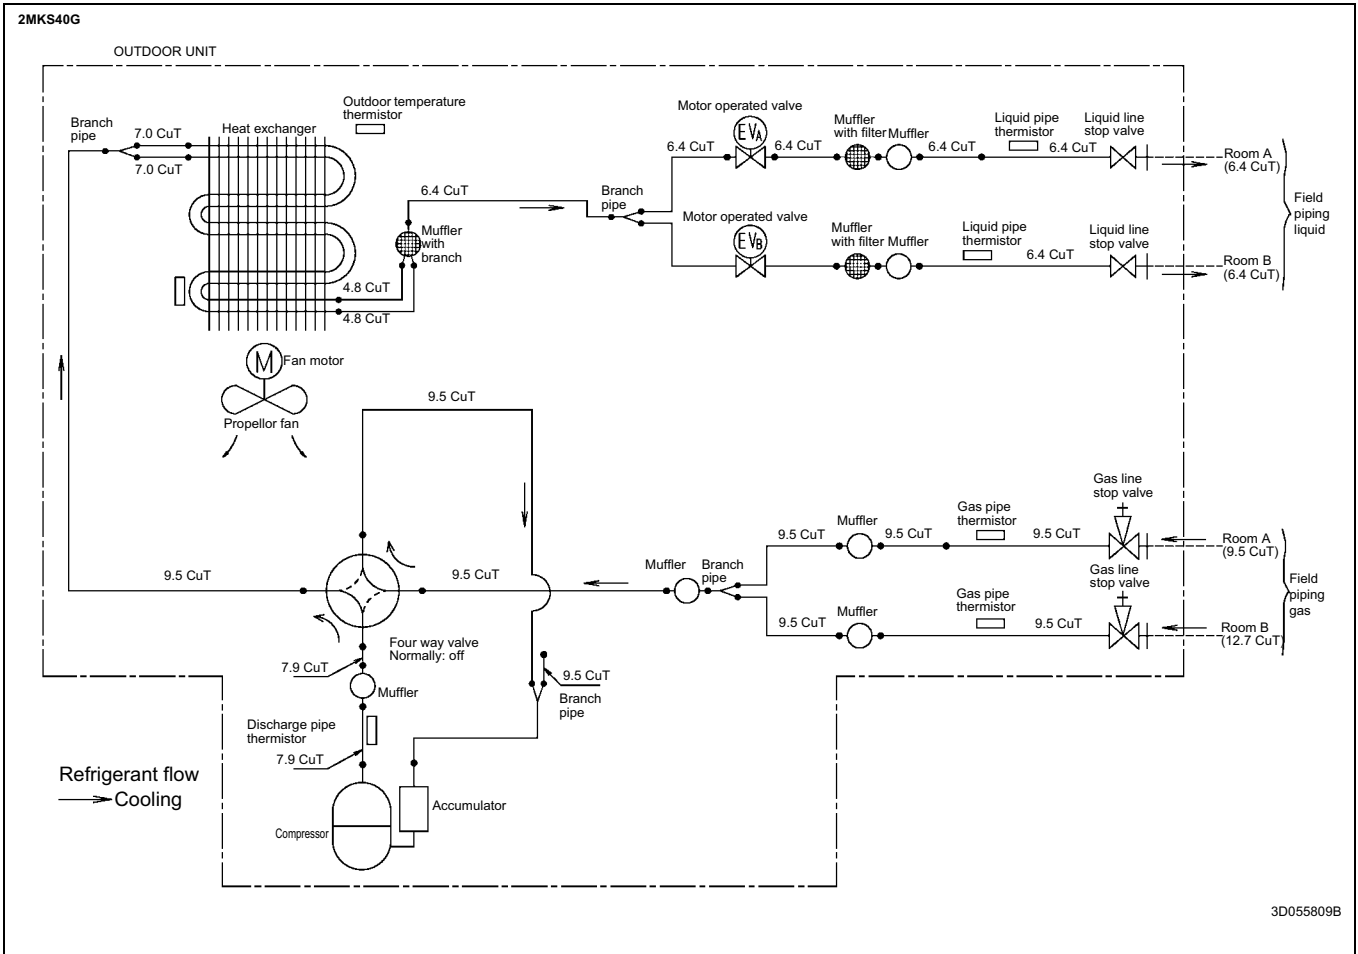 2MKS40G
OUTDOOR UNIT
Branch
pipe
7.0 CuT
7.0 CuT
Heat exchanger
Outdoor temperature
thermistor
6.4 CuT
Muffler
with
branch
4.8 CuT
4.8 CuT
M
Fan motor
Propellor fan
Branch
pipe
Motor operated valve
EVA
6.4 CuT
6.4 CuT
Muffler
with filter
Muffler
6.4 CuT
Liquid pipe
thermistor
6.4 CuT
Liquid line
stop valve
Room A
(6.4 CuT)
Motor operated valve
EVB
Muffler
with filter
Muffler
Liquid pipe
thermistor
6.4 CuT
Liquid line
stop valve
Room B
(6.4 CuT)
Field
piping
liquid
9.5 CuT
9.5 CuT
9.5 CuT
Four way valve
Normally: off
Muffler
Branch
pipe
9.5 CuT
Muffler
9.5 CuT
Gas pipe
thermistor
9.5 CuT
Gas line
stop valve
Room A
(9.5 CuT)
9.5 CuT
Muffler
Gas pipe
thermistor
9.5 CuT
Gas line
stop valve
Room B
(12.7 CuT)
Field
piping
gas
7.9 CuT
Muffler
Discharge pipe
thermistor
7.9 CuT
9.5 CuT
Branch
pipe
Accumulator
Compressor
Refrigerant flow
Cooling
3D055809B